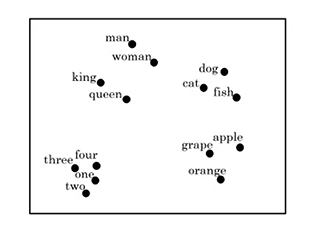 man
woman
king
queen
dog
cat
fish
three
four
one
two
grape
apple
orange